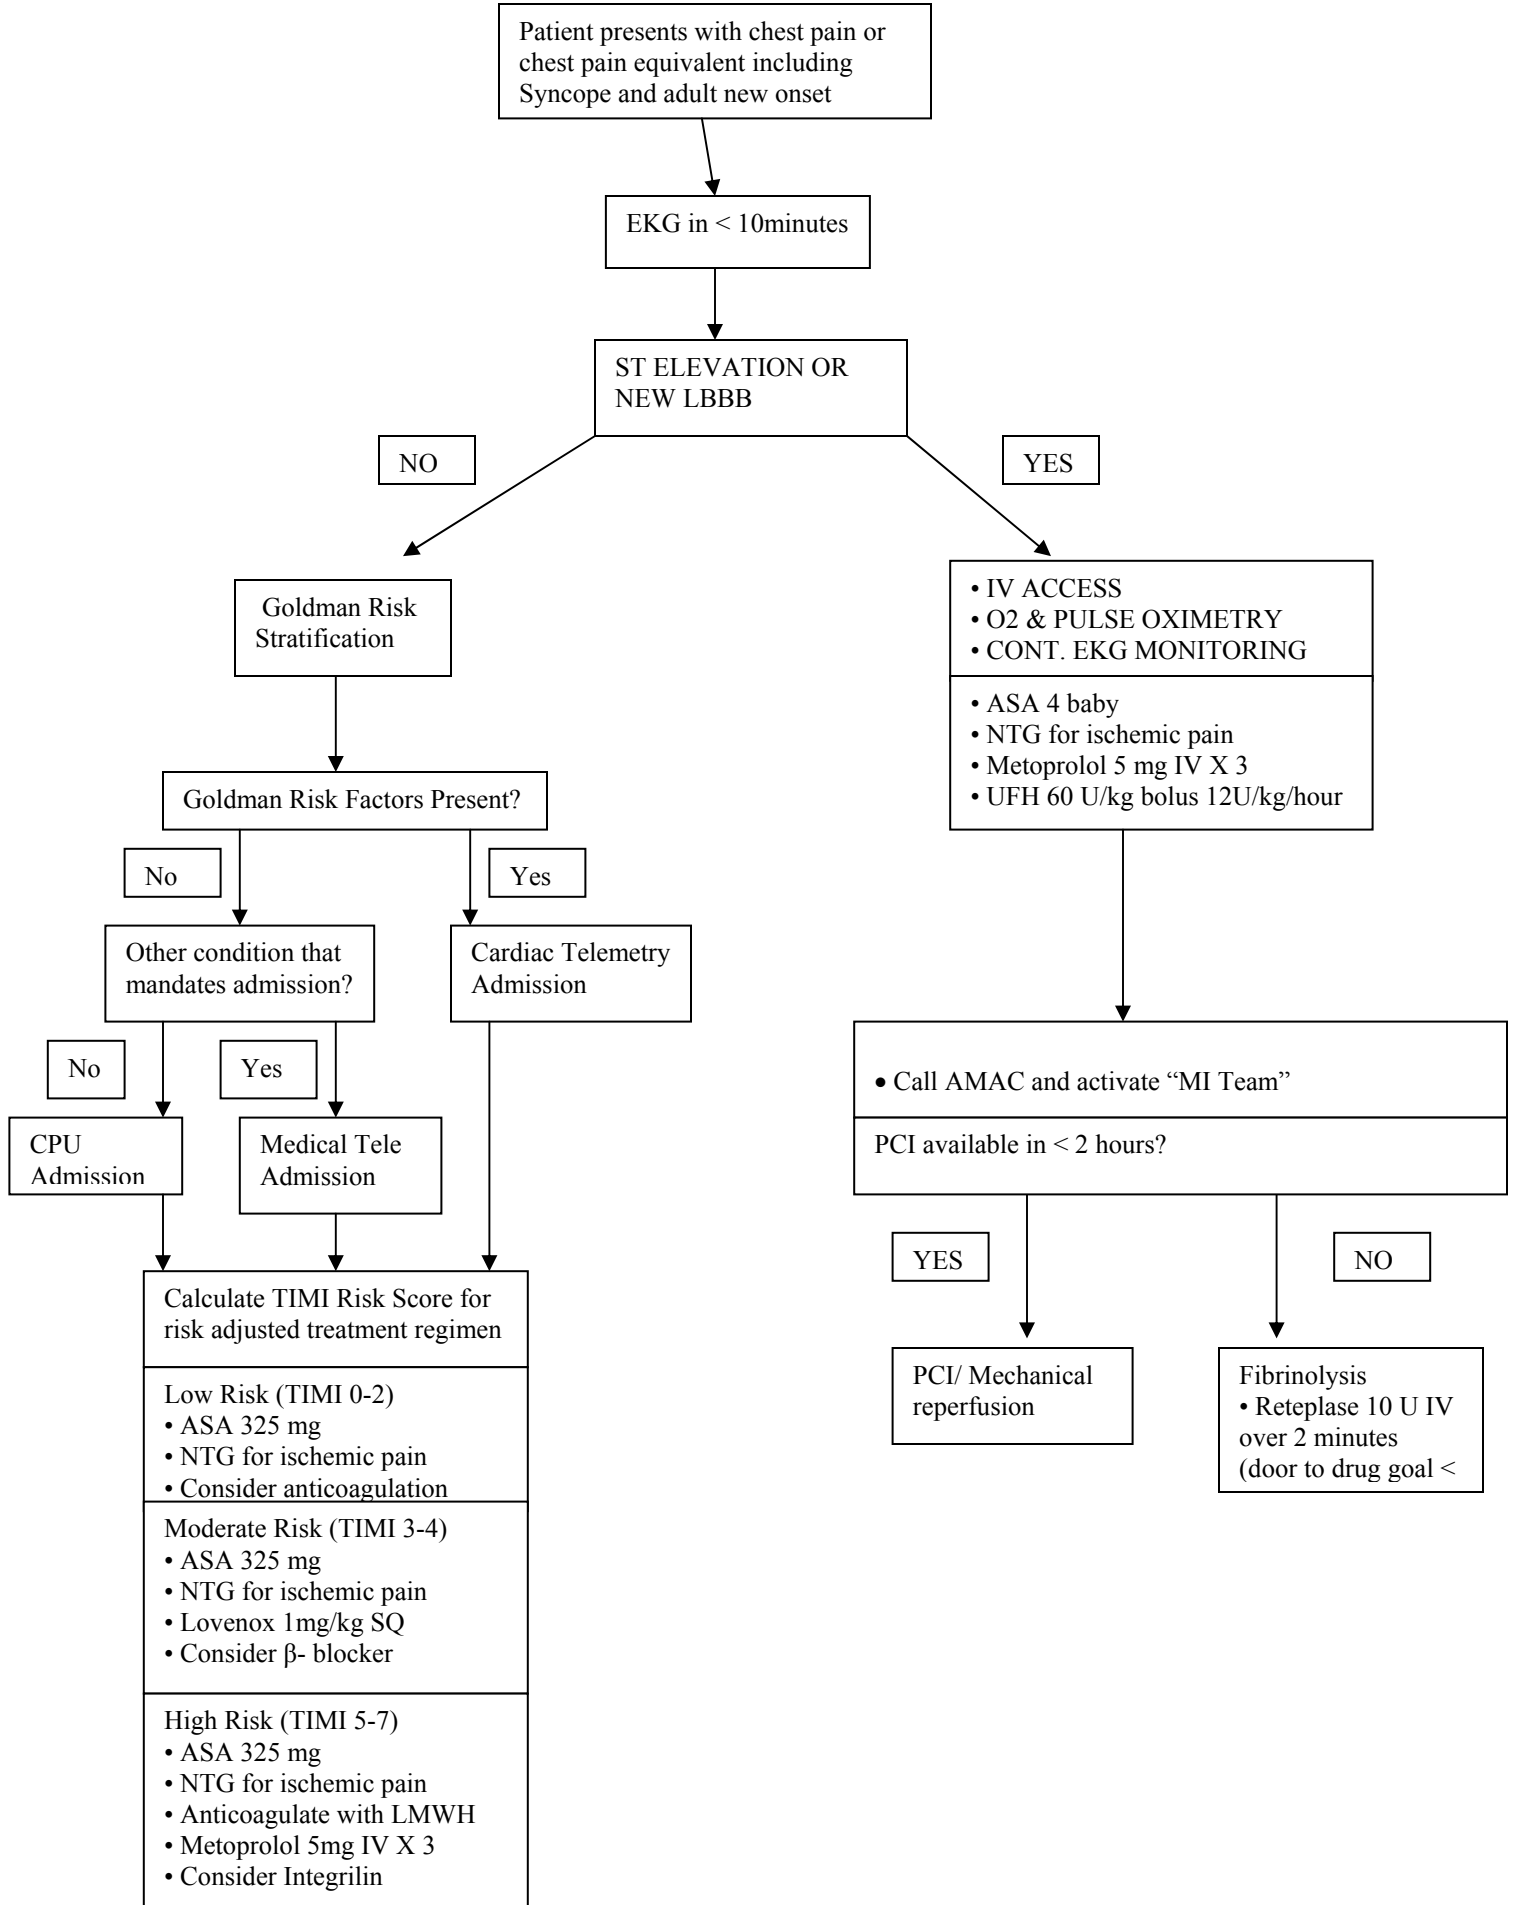 Patient presents with chest pain or
chest pain equivalent including
Syncope and adult new onset
EKG in < 10minutes
ST ELEVATION OR
NEW LBBB
NO
YES
Goldman Risk
Stratification
• IV ACCESS
• O2 & PULSE OXIMETRY
• CONT. EKG MONITORING
• ASA 4 baby
• NTG for ischemic pain
• Metoprolol 5 mg IV X 3
• UFH 60 U/kg bolus 12U/kg/hour
Goldman Risk Factors Present?
No
Yes
Other condition that
mandates admission?
Cardiac Telemetry
Admission
No
Yes
CPU
Admission
Medical Tele
Admission
• Call AMAC and activate “MI Team”
PCI available in < 2 hours?
YES
NO
PCI/ Mechanical
reperfusion
Fibrinolysis
• Reteplase 10 U IV
over 2 minutes
(door to drug goal <
Calculate TIMI Risk Score for
risk adjusted treatment regimen
Low Risk (TIMI 0-2)
• ASA 325 mg
• NTG for ischemic pain
• Consider anticoagulation
Moderate Risk (TIMI 3-4)
• ASA 325 mg
• NTG for ischemic pain
• Lovenox 1mg/kg SQ
• Consider β- blocker
High Risk (TIMI 5-7)
• ASA 325 mg
• NTG for ischemic pain
• Anticoagulate with LMWH
• Metoprolol 5mg IV X 3
• Consider Integrilin